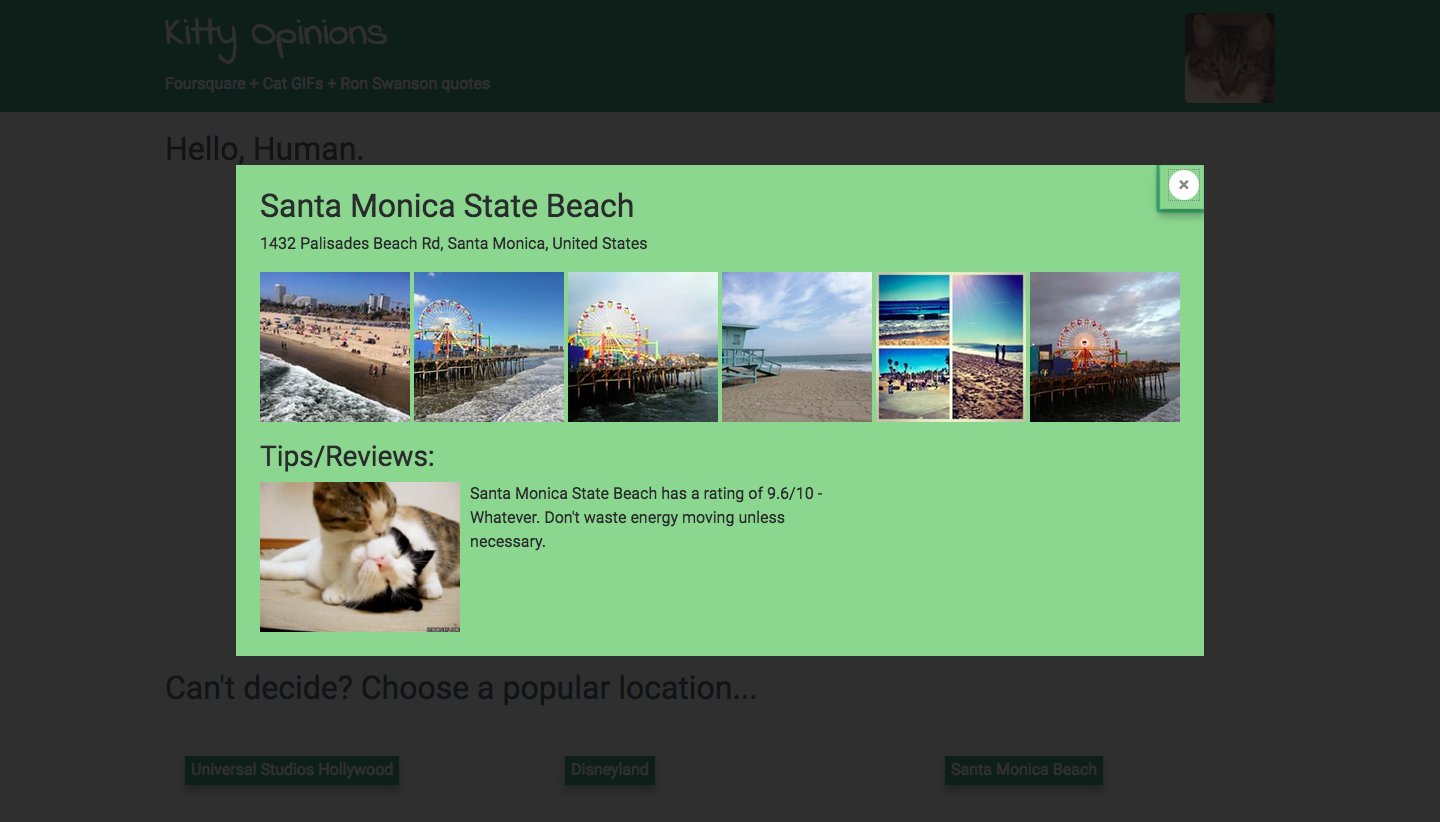 Kitty Opinions
Foursquare + Cat GIFs + Ron Swanson quotes
Hello, Human.
×
Santa Monica State Beach
1432 Palisades Beach Rd, Santa Monica, United States
Tips/Reviews:
Santa Monica State Beach has a rating of 9.6/10 -
Whatever. Don't waste energy moving unless
necessary.
Can't decide? Choose a popular location...
Universal Studios Hollywood
Disneyland
Santa Monica Beach